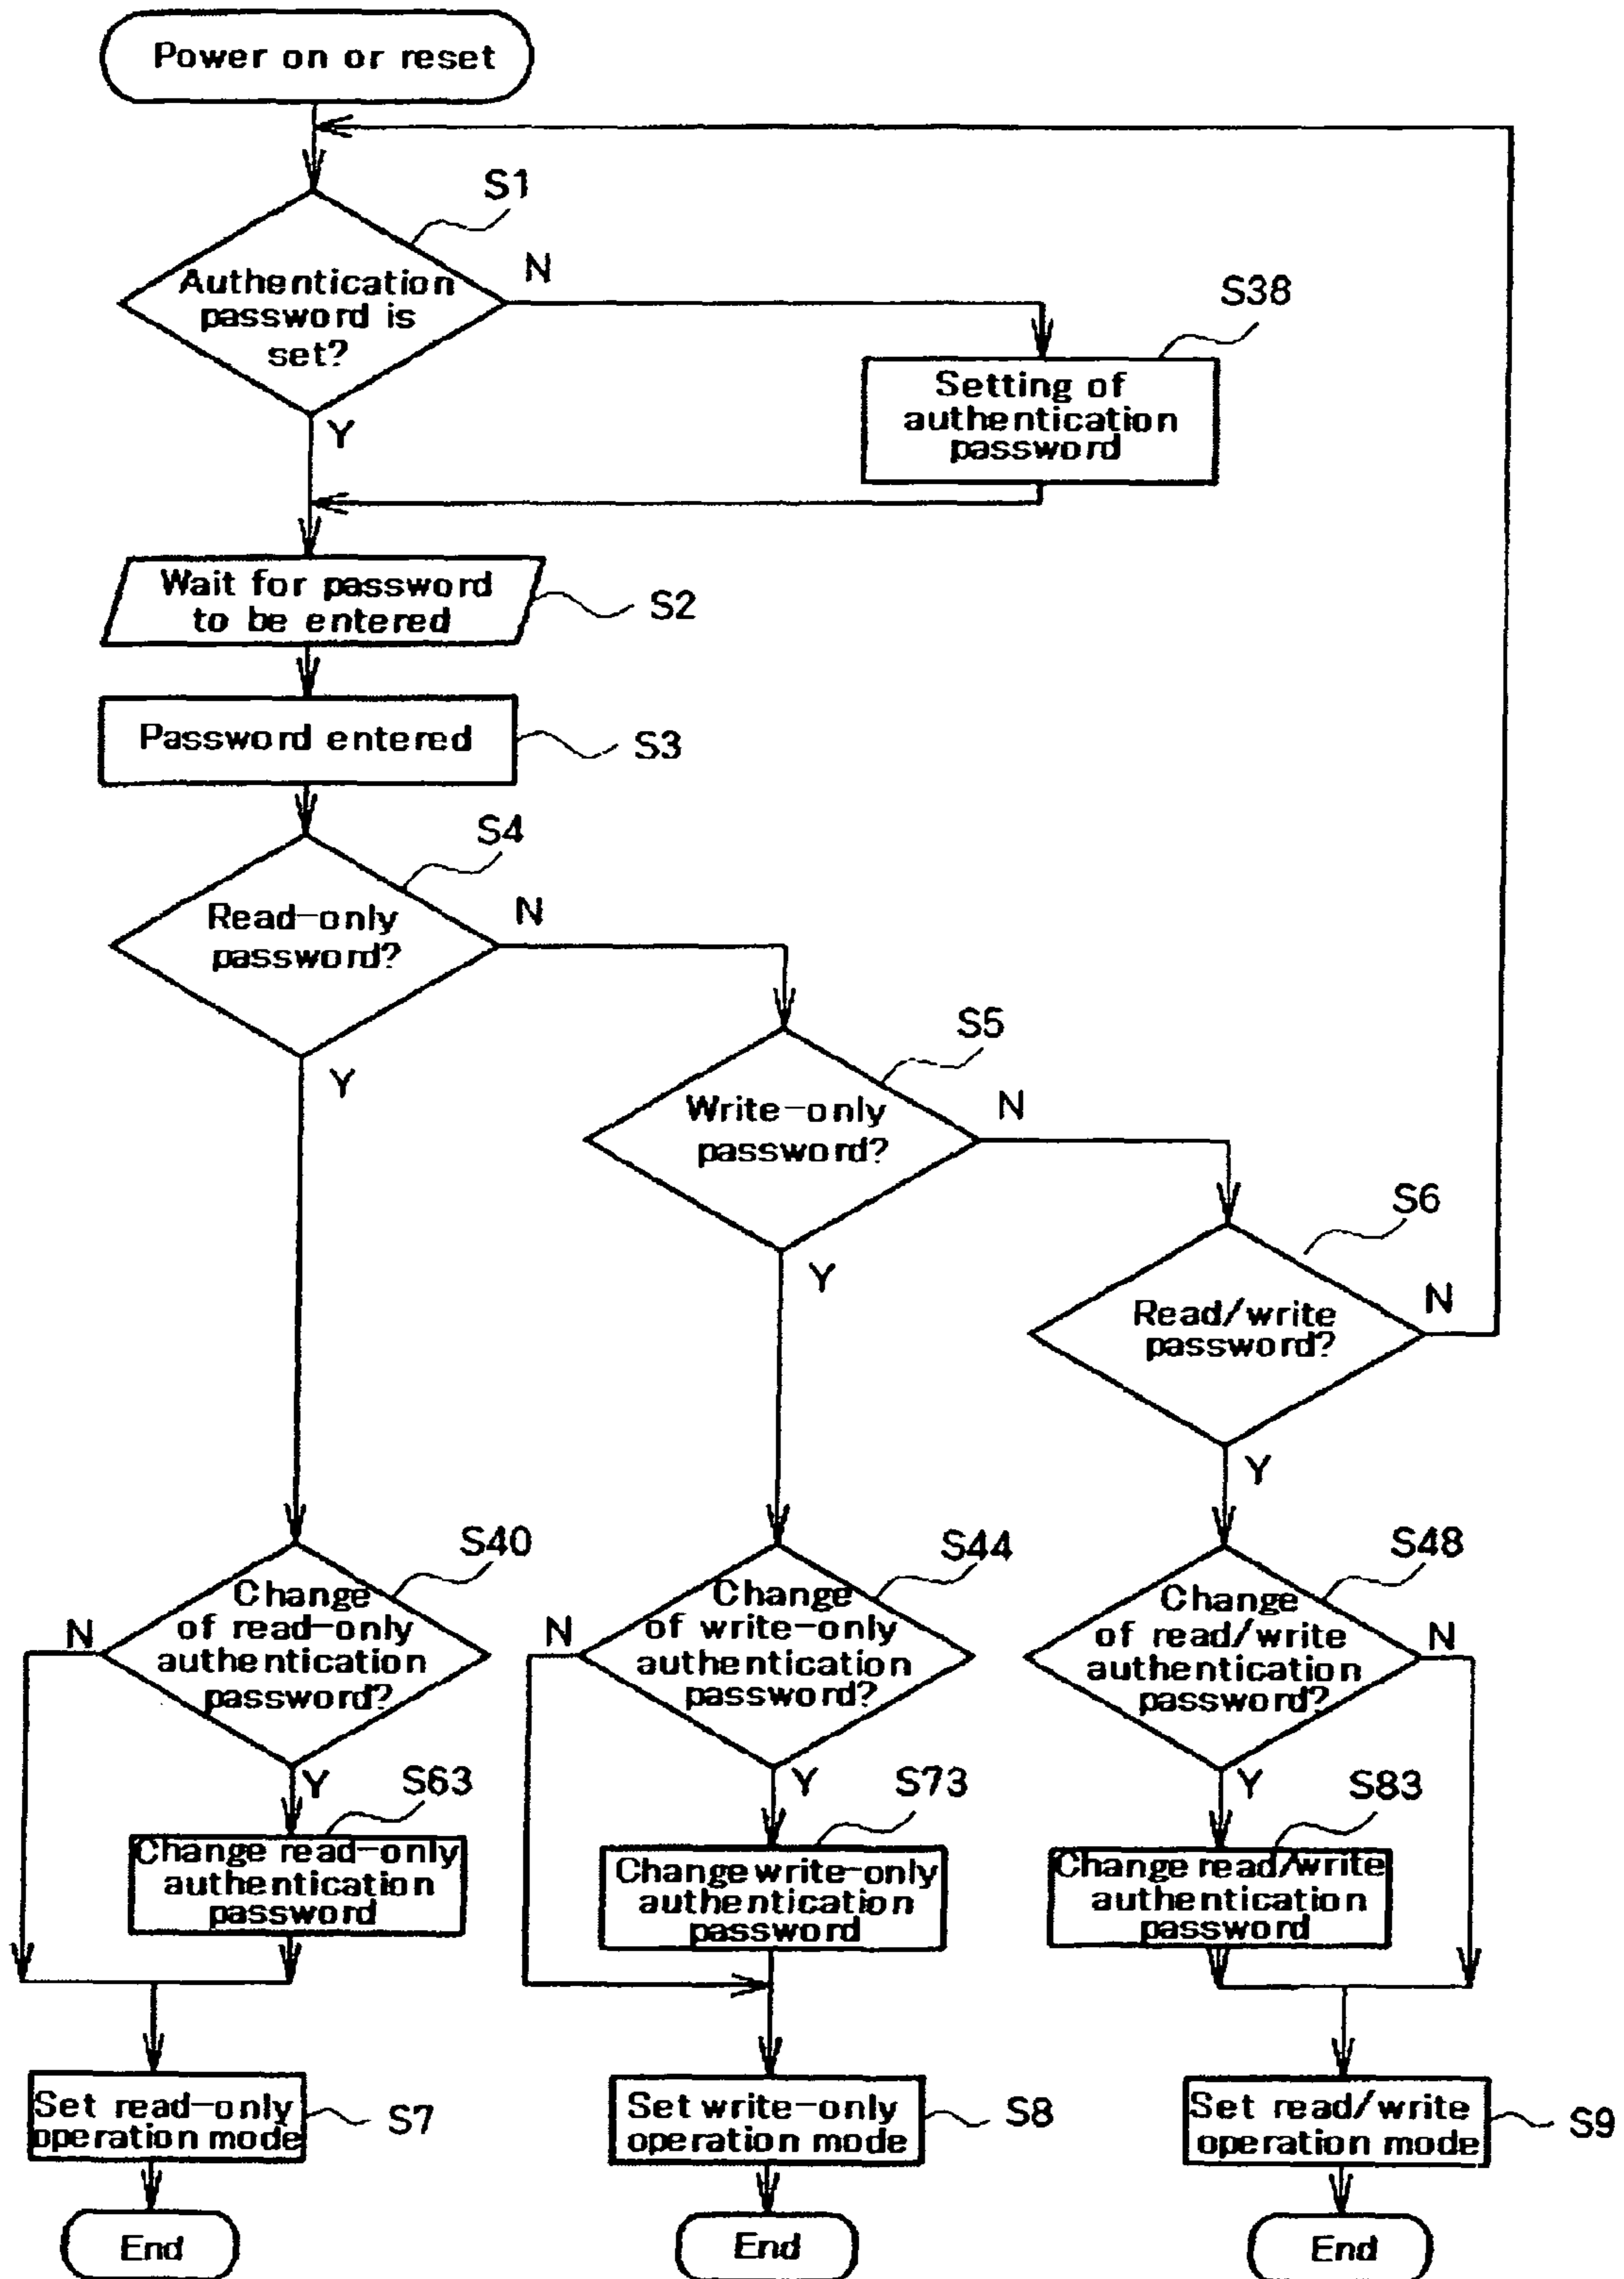 Power on or reset
S1
N
Authentication
password is
set?
Y
S38
Setting of
authentication
password
Wait for password
to be entered
S2
Password entered
S3
S4
Read-only
password?
N
Y
S5
Write-only
password?
N
Y
S6
Read/write
password?
N
Y
S40
Change
of read-only
authentication
password?
N
Y
S44
Change
of write-only
authentication
password?
N
Y
S48
Change
of read/write
authentication
password?
N
Y
S63
Change read-only
authentication
password
S73
Change write-only
authentication
password
S83
Change read/write
authentication
password
Set read-only
operation mode
S7
Set write-only
operation mode
S8
Set read/write
operation mode
S9
End
End
End